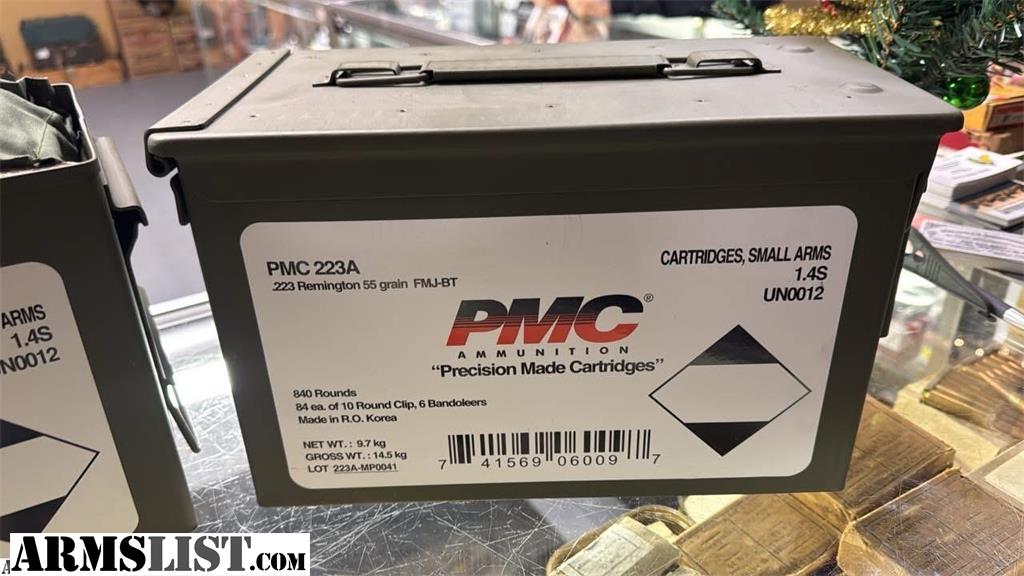 PMC 223A
.223 Remington 55 grain FMJ-BT
CARTRIDGES, SMALL ARMS
1.4S
UN0012
PMC®
AMMUNITION
"Precision Made Cartridges"
840 Rounds
84 ea. of 10 Round Clip, 6 Bandoleers
Made in R.O. Korea
NET WT. : 9.7 kg
GROSS WT. : 14.5 kg
LOT 223A-MP0041
7 41569 06009 7
ARMS
1.4S
UN0012
ARMSLIST.com